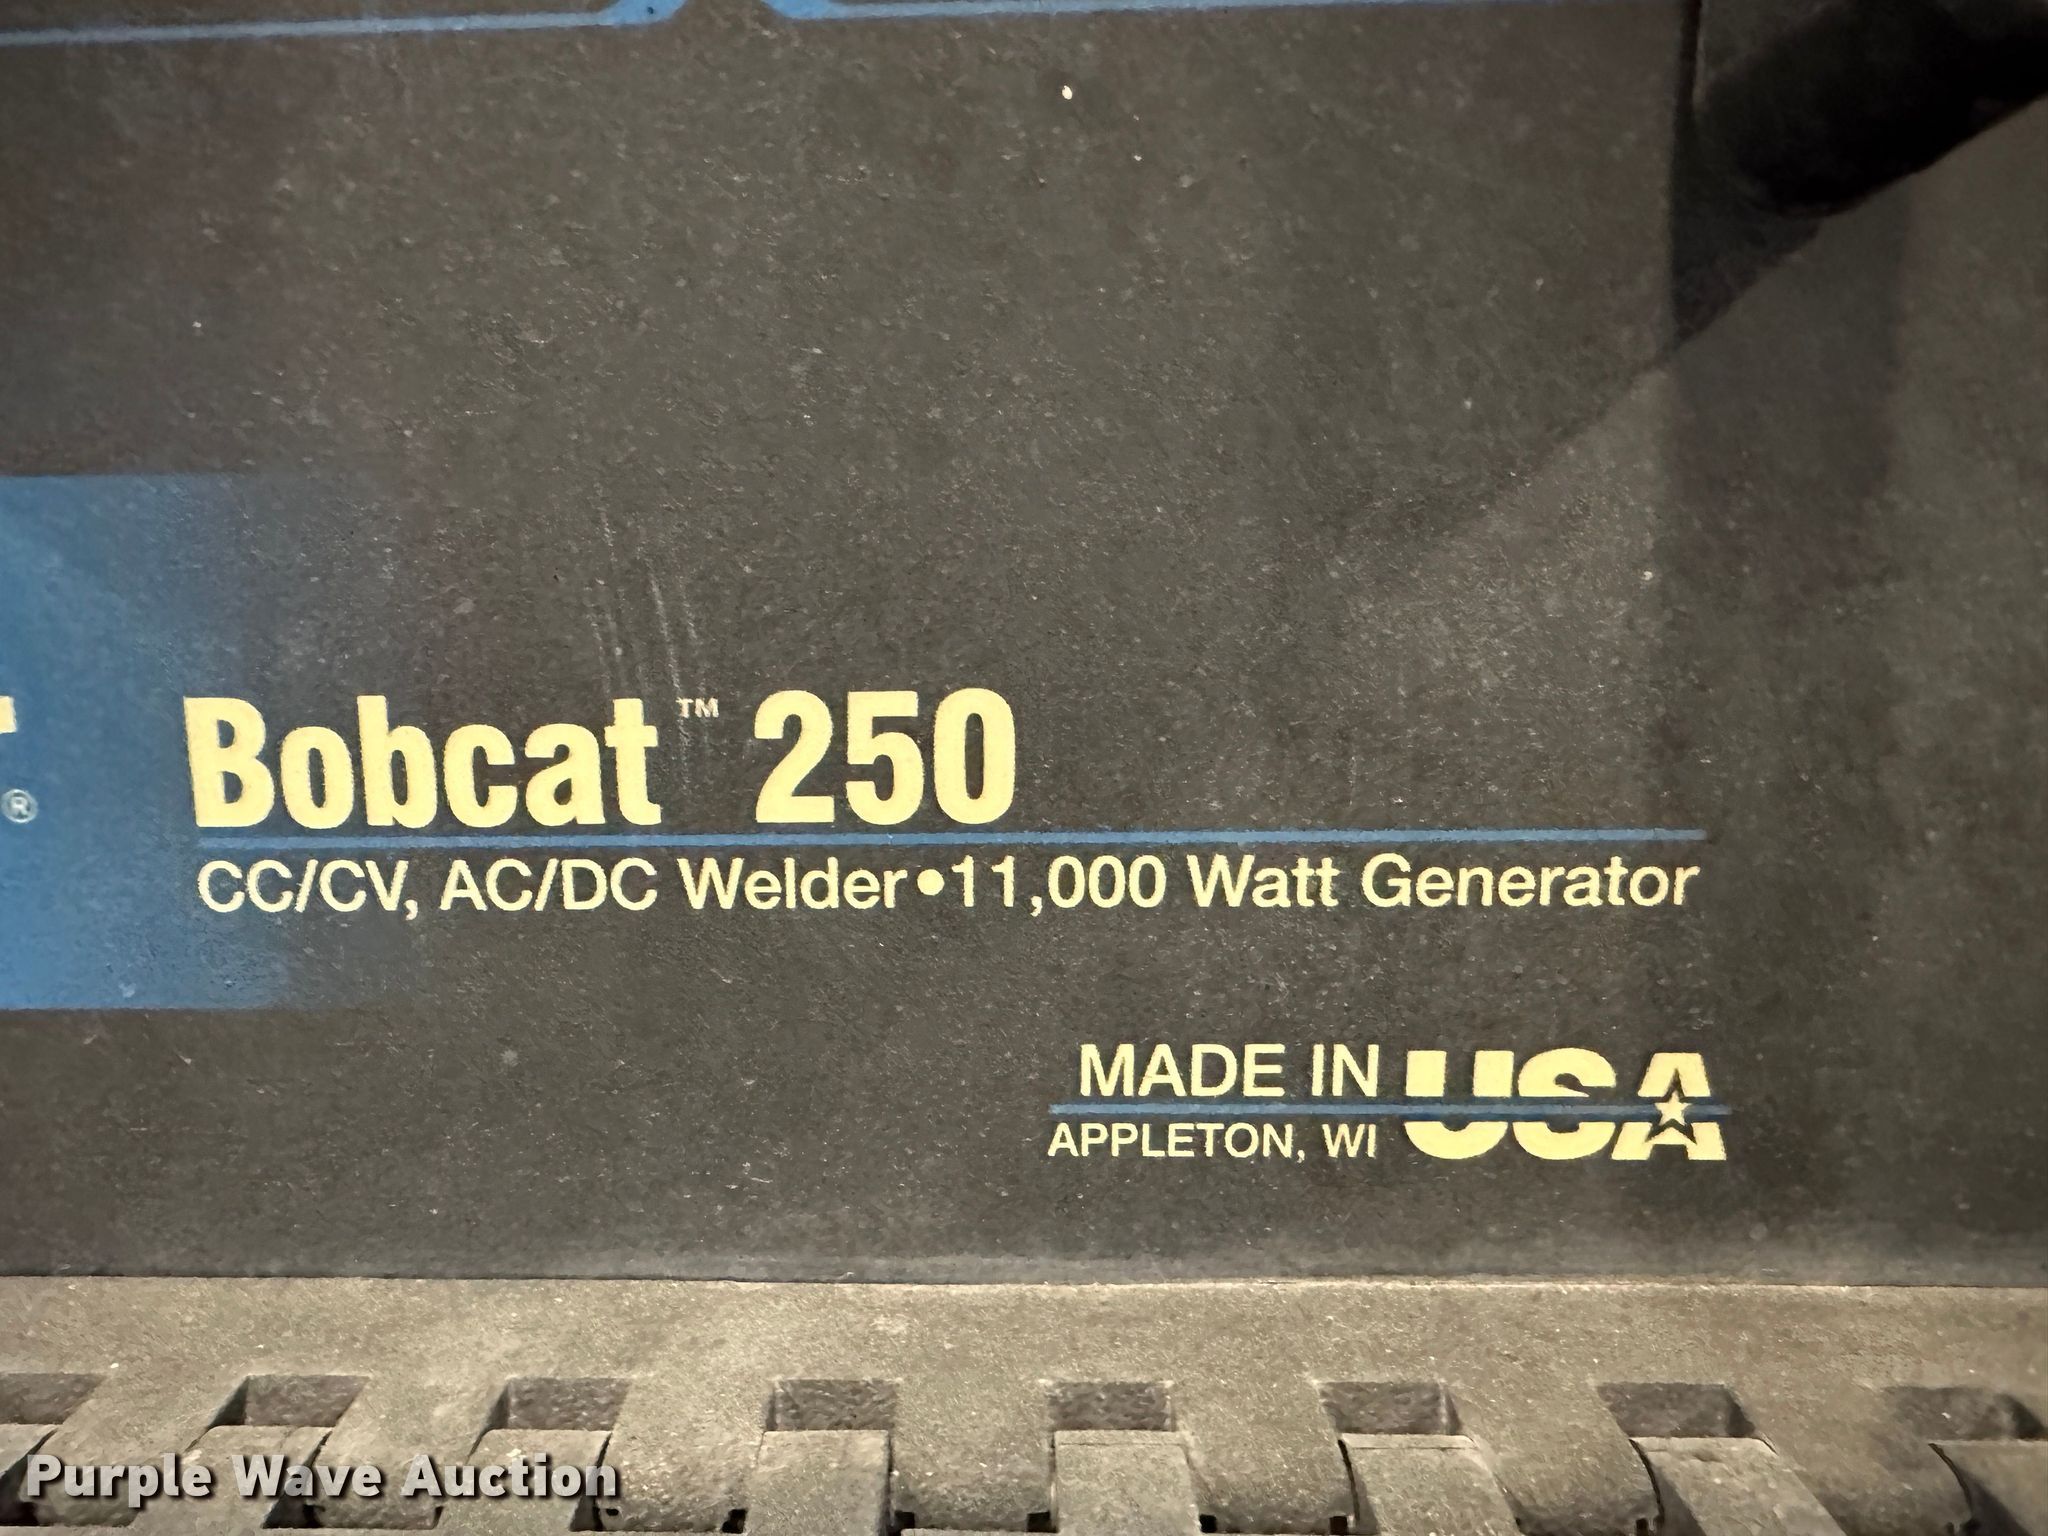 Bobcat™ 250
®
CC/CV, AC/DC Welder•11,000 Watt Generator
MADE IN USA
APPLETON, WI
Purple Wave Auction